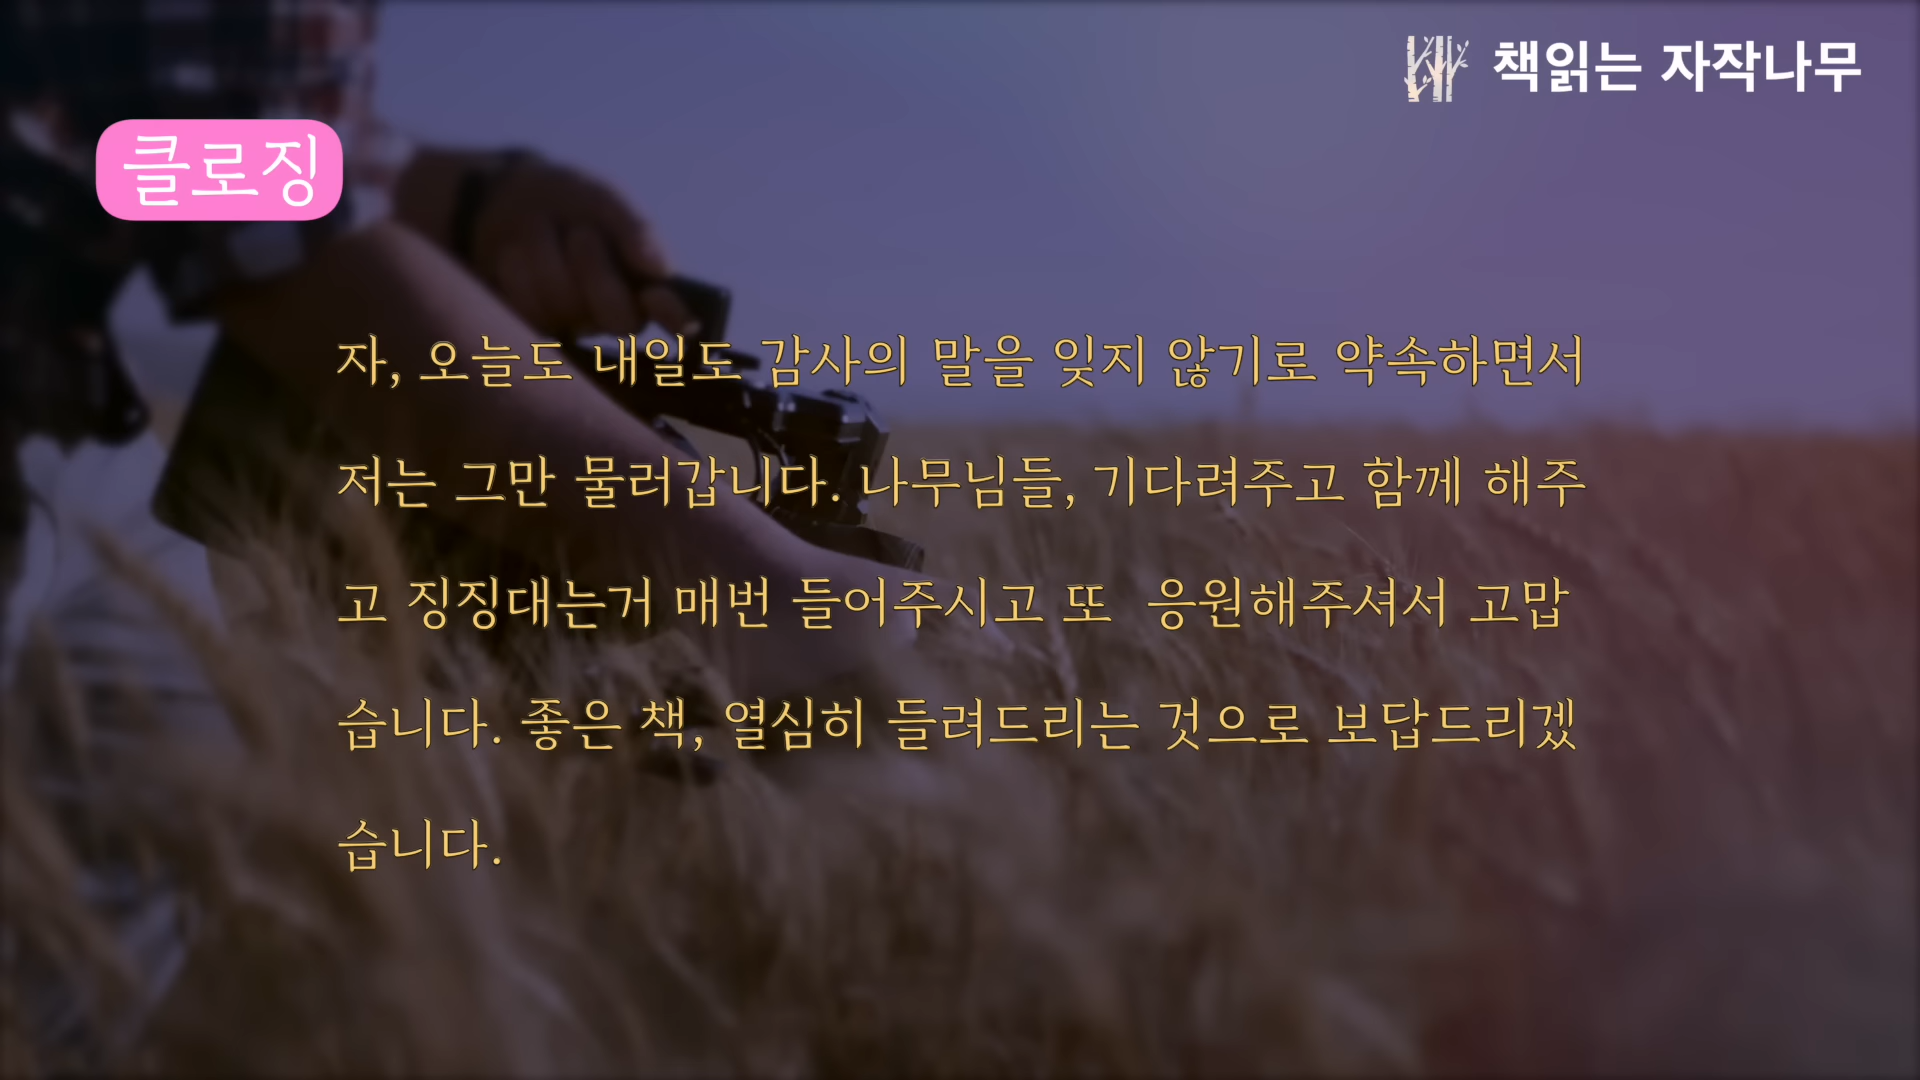 책읽는 자작나무
클로징
자, 오늘도 내일도 감사의 말을 잊지 않기로 약속하면서
저는 그만 물러갑니다. 나무님들, 기다려주고 함께 해주
고 징징대는거 매번 들어주시고 또  응원해주셔서 고맙
습니다. 좋은 책, 열심히 들려드리는 것으로 보답드리겠
습니다.